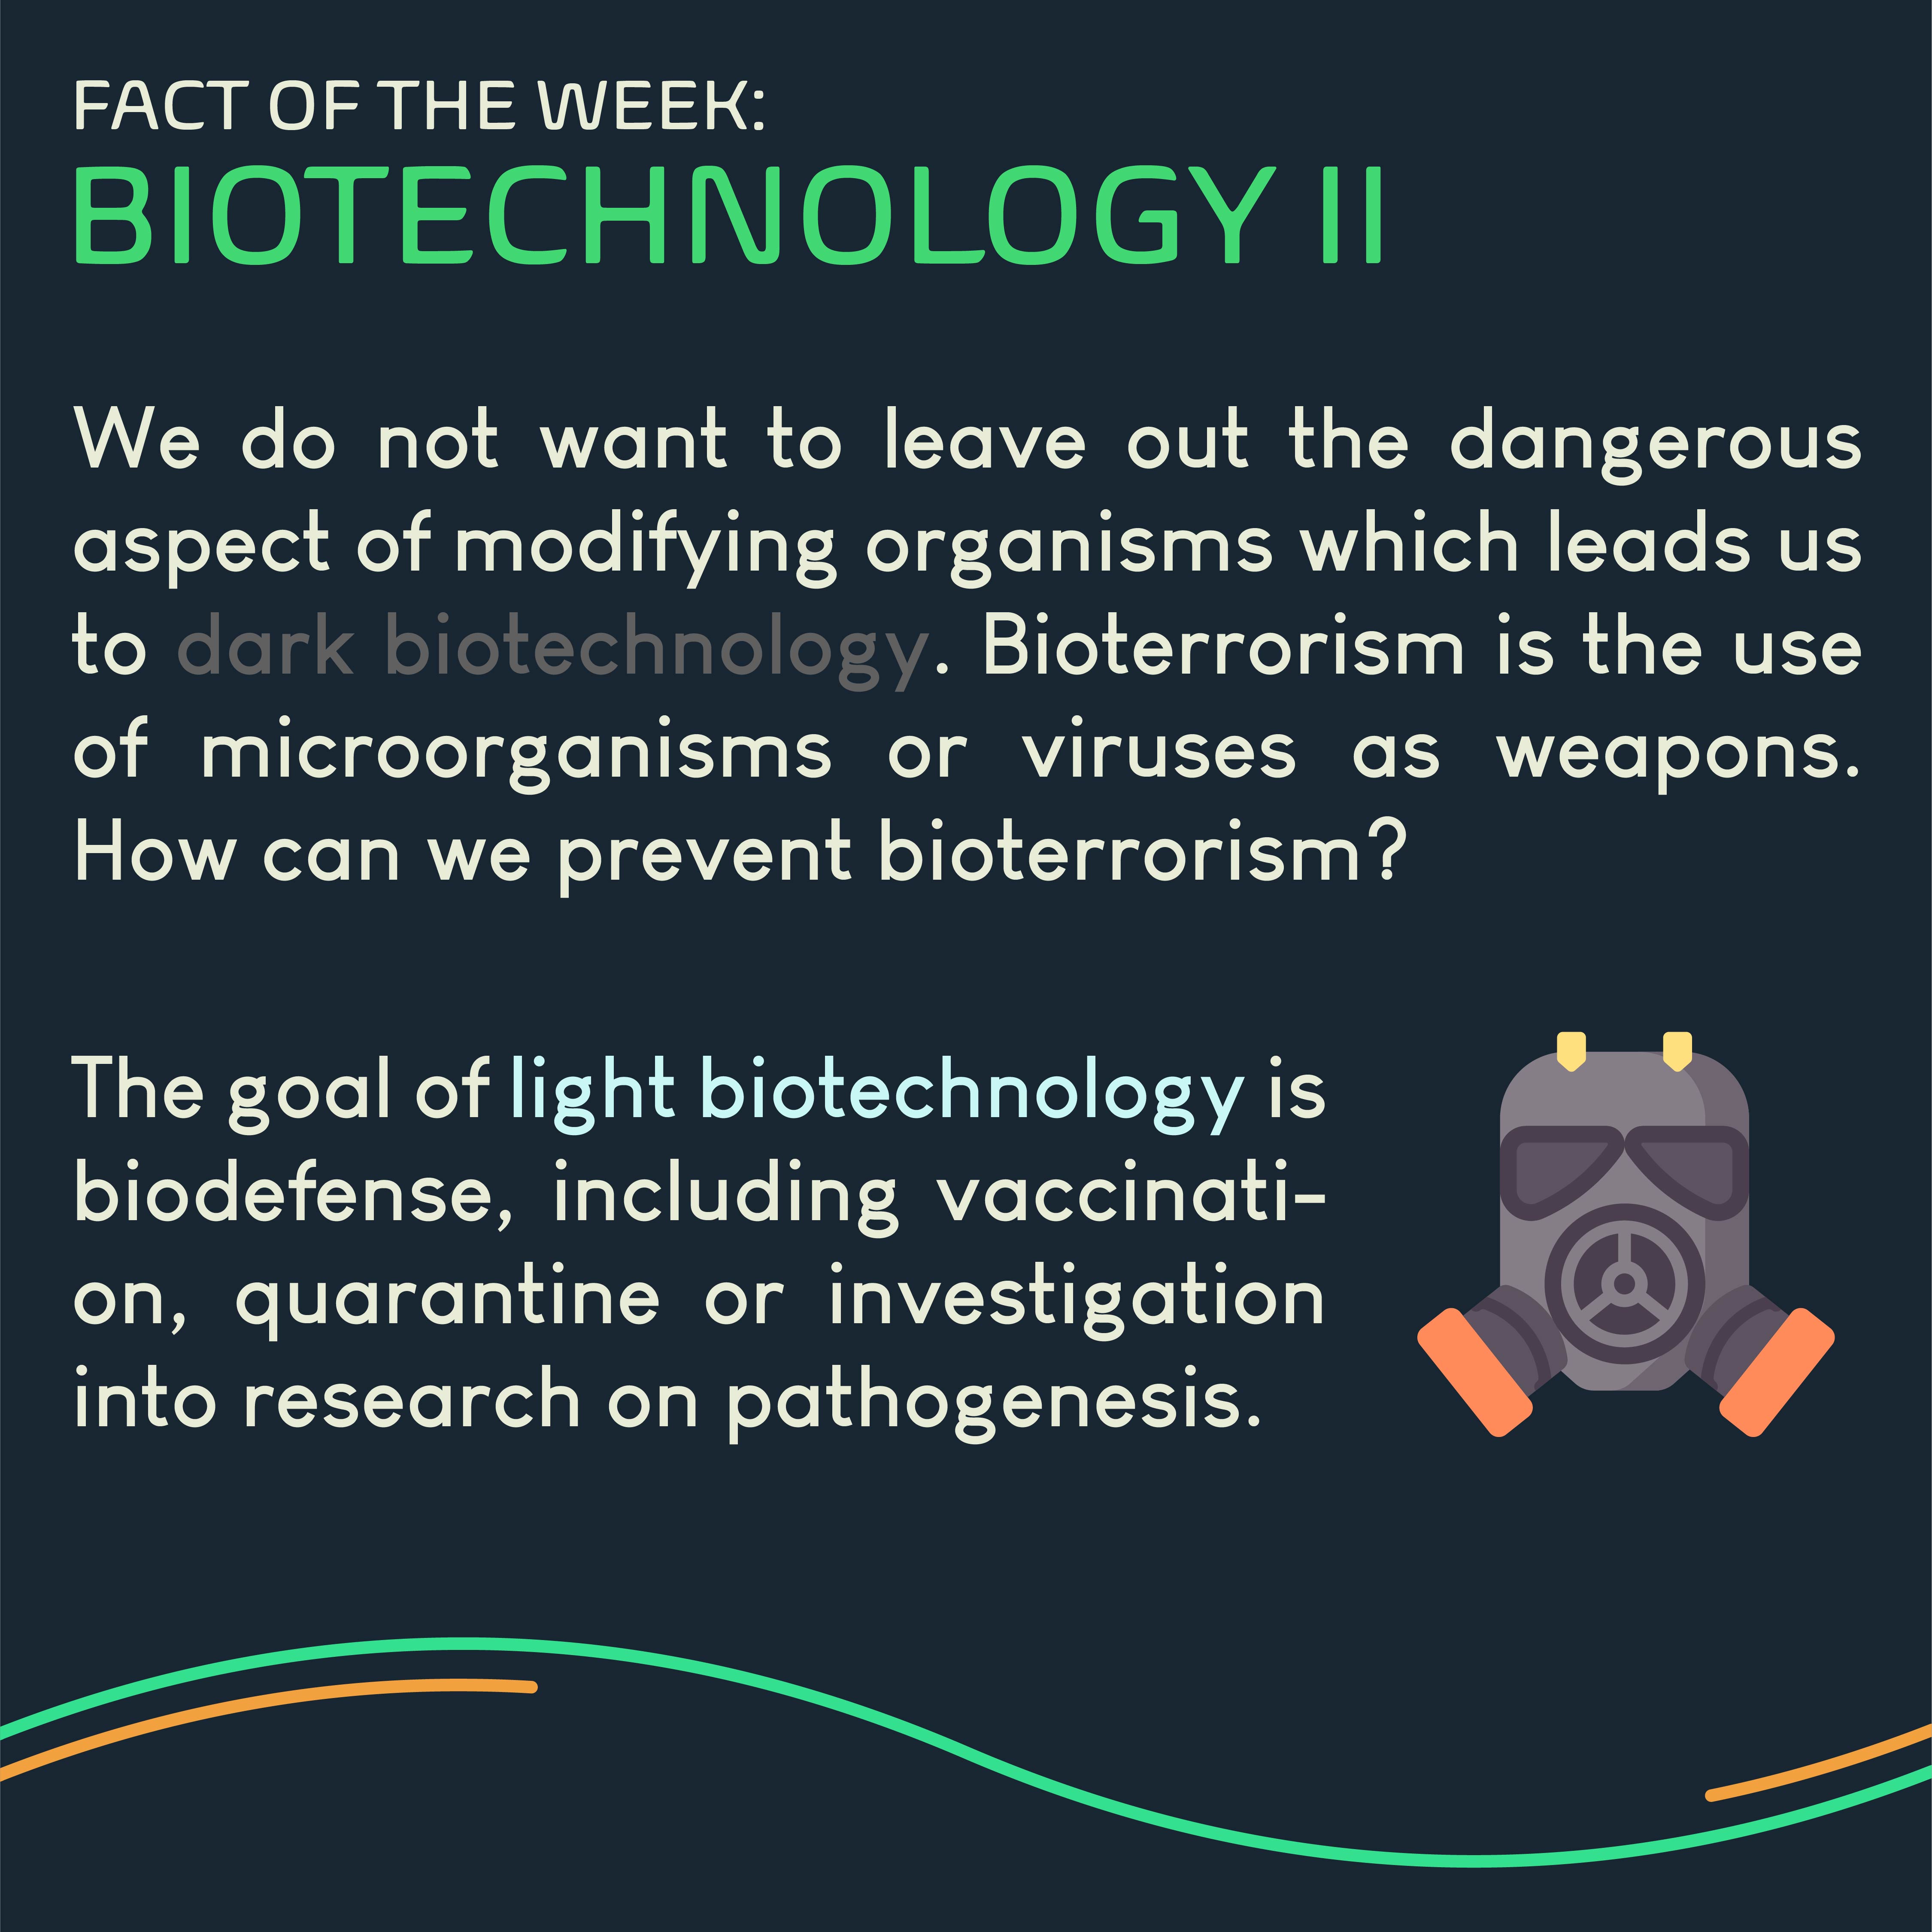 FACT OF THE WEEK:
BIOTECHNOLOGY II
We do not want to leave out the dangerous
aspect of modifying organisms which leads us
to dark biotechnology. Bioterrorism is the use
of microorganisms or viruses as weapons.
How can we prevent bioterrorism?
The goal of light biotechnology is
biodefense, including vaccinati-
on, quarantine or investigation
into research on pathogenesis.